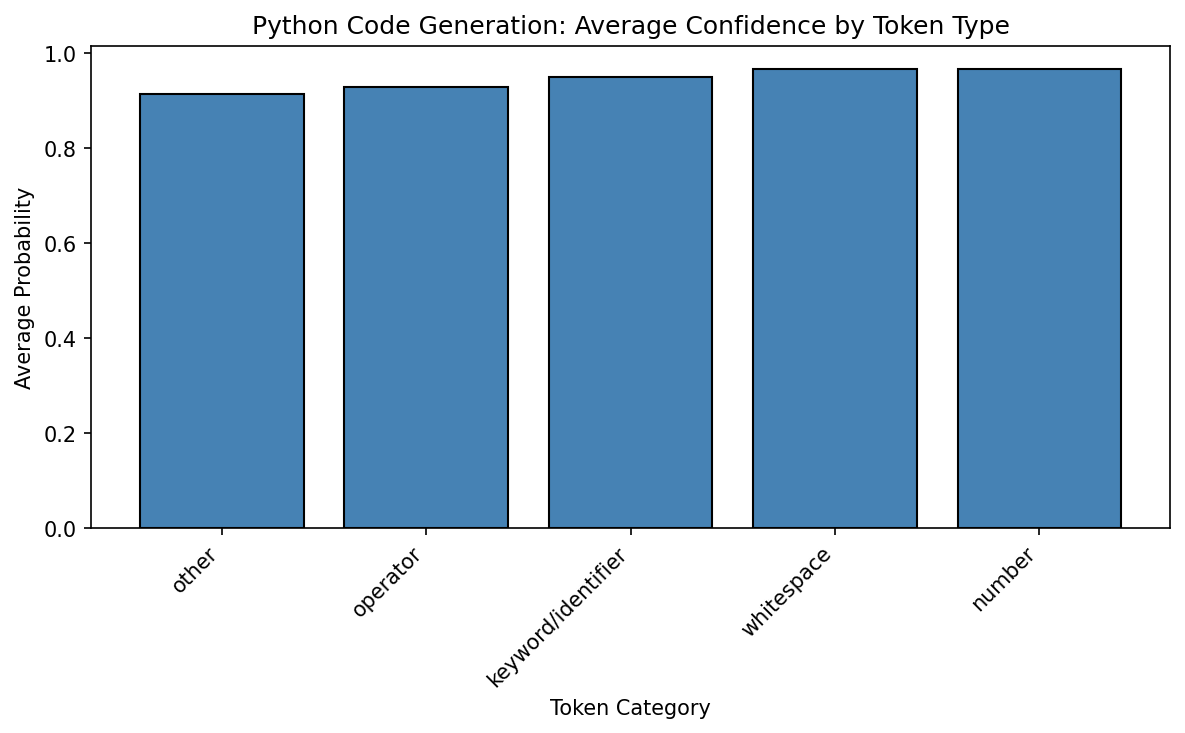 Python Code Generation: Average Confidence by Token Type
1.0
0.8
0.6
0.4
0.2
0.0
Average Probability
other
operator
keyword/identifier
whitespace
number
Token Category